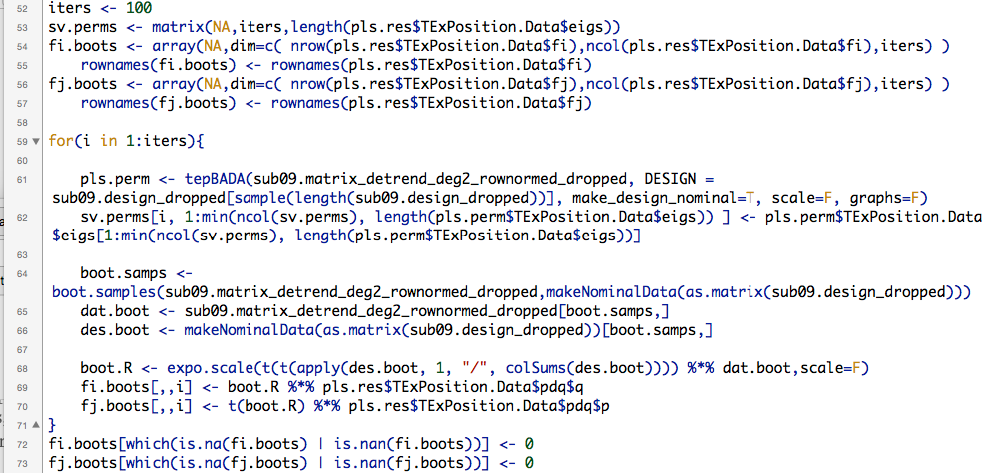 52 iters <- 100
53 sv.perms <- matrix(NA,iters,length(pls.res$TExPosition.Data$eigs))
54 fi.boots <- array(NA,dim=c( nrow(pls.res$TExPosition.Data$fi),ncol(pls.res$TExPosition.Data$fi),iters) )
55 rownames(fi.boots) <- rownames(pls.res$TExPosition.Data$fi)
56 fj.boots <- array(NA,dim=c( nrow(pls.res$TExPosition.Data$fj),ncol(pls.res$TExPosition.Data$fj),iters) )
57 rownames(fj.boots) <- rownames(pls.res$TExPosition.Data$fj)
58
59 for(i in 1:iters){
60
61 pls.perm <- tepBADA(sub09.matrix_detrend_deg2_rownormed_dropped, DESIGN =
sub09.design_dropped[sample(length(sub09.design_dropped))], make_design_nominal=T, scale=F, graphs=F)
62 sv.perms[i, 1:min(ncol(sv.perms), length(pls.perm$TExPosition.Data$eigs)) ] <- pls.perm$TExPosition.Data
$eigs[1:min(ncol(sv.perms), length(pls.perm$TExPosition.Data$eigs))]
63
64 boot.samps <-
boot.samples(sub09.matrix_detrend_deg2_rownormed_dropped,makeNominalData(as.matrix(sub09.design_dropped)))
65 dat.boot <- sub09.matrix_detrend_deg2_rownormed_dropped[boot.samps,]
66 des.boot <- makeNominalData(as.matrix(sub09.design_dropped))[boot.samps,]
67
68 boot.R <- expo.scale(t(t(apply(des.boot, 1, "/", colSums(des.boot)))) %*% dat.boot,scale=F)
69 fi.boots[,,i] <- boot.R %*% pls.res$TExPosition.Data$pdq$q
70 fj.boots[,,i] <- t(boot.R) %*% pls.res$TExPosition.Data$pdq$p
71 }
72 fi.boots[which(is.na(fi.boots) | is.nan(fi.boots))] <- 0
73 fj.boots[which(is.na(fj.boots) | is.nan(fj.boots))] <- 0